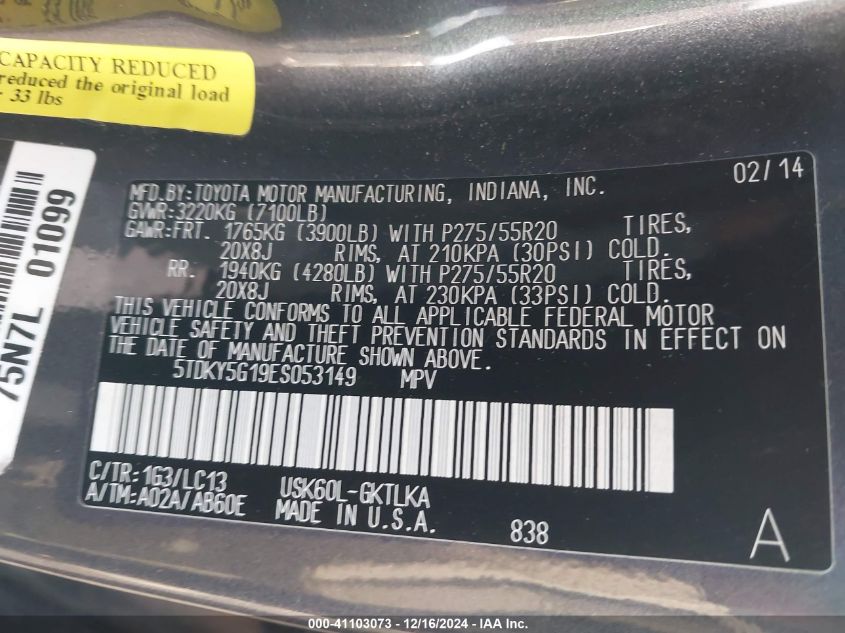 CAPACITY REDUCED
reduced the original load
33 lbs
75N7L 01099
02/14
MFD.BY:TOYOTA MOTOR MANUFACTURING, INDIANA, INC.
GVWR:3220KG (7100LB)
GAWR:FRT. 1765KG (3900LB) WITH P275/55R20 TIRES,
20X8J RIMS, AT 210KPA (30PSI) COLD.
RR. 1940KG (4280LB) WITH P275/55R20 TIRES,
20X8J RIMS, AT 230KPA (33PSI) COLD.
THIS VEHICLE CONFORMS TO ALL APPLICABLE FEDERAL MOTOR
VEHICLE SAFETY AND THEFT PREVENTION STANDARDS IN EFFECT ON
THE DATE OF MANUFACTURE SHOWN ABOVE.
5TDKY5G19ES053149 MPV
C/TR:1G3/LC13 USK60L-GKTLKA
A/TM:A02A/AB60E MADE IN U.S.A.
838
A
000-41103073 - 12/16/2024 - IAA Inc.